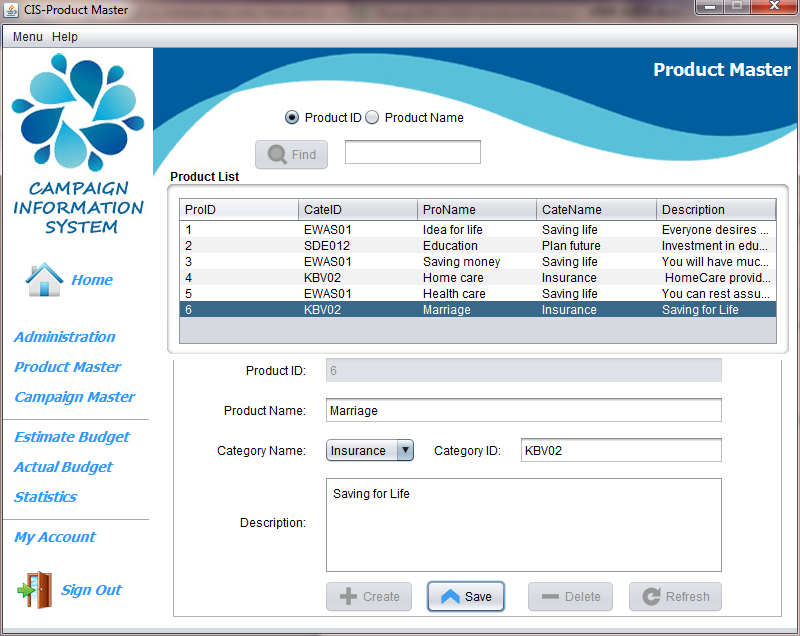 CIS-Product Master
Menu Help
Product Master
Product ID Product Name
Find
CAMPAIGN
INFORMATION
SYSTEM
Home
Administration
Product Master
Campaign Master
Estimate Budget
Actual Budget
Statistics
My Account
Sign Out
Product List
ProID CateID ProName CateName Description
1 EWAS01 Idea for life Saving life Everyone desires ...
2 SDE012 Education Plan future Investment in edu...
3 EWAS01 Saving money Saving life You will have muc...
4 KBV02 Home care Insurance HomeCare provid...
5 EWAS01 Health care Saving life You can rest assu...
6 KBV02 Marriage Insurance Saving for Life
Product ID: 6
Product Name: Marriage
Category Name: Insurance Category ID: KBV02
Description: Saving for Life
Create Save Delete Refresh